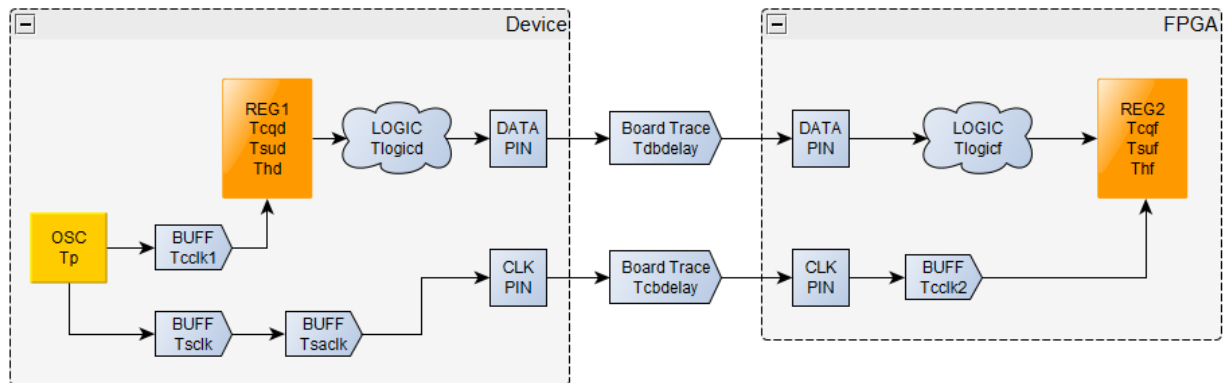 Device
FPGA
REG1
Tcqd
Tsud
Thd
LOGIC
Tlogicd
DATA
PIN
Board Trace
Tdbdelay
DATA
PIN
LOGIC
Tlogicf
REG2
Tcqf
Tsuf
Thf
OSC
Tp
BUFF
Tcclk1
CLK
PIN
Board Trace
Tcbdelay
CLK
PIN
BUFF
Tcclk2
BUFF
Tsclk
BUFF
Tsaclk